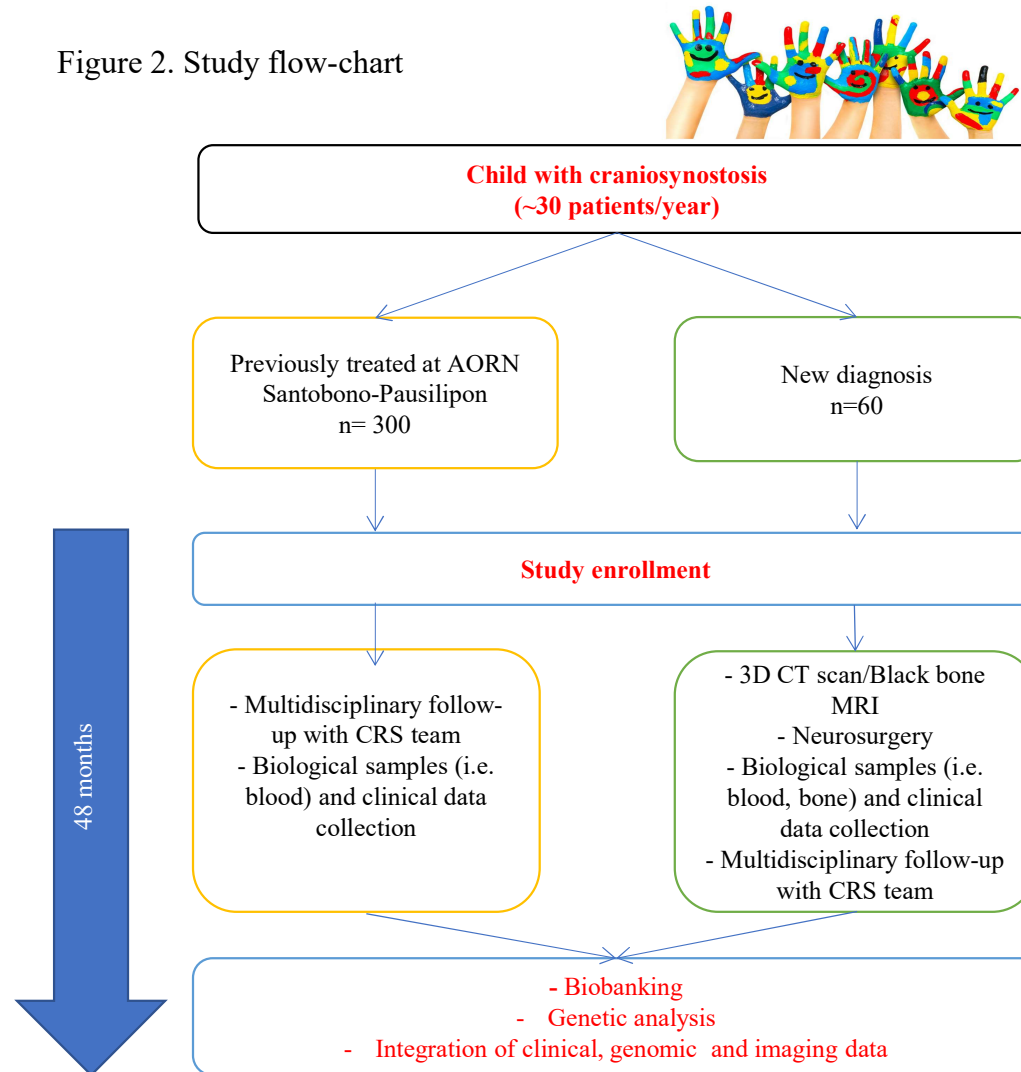 Figure 2. Study flow-chart
Child with craniosynostosis
(~30 patients/year)
Previously treated at AORN
Santobono-Pausilipon
n= 300
New diagnosis
n=60
Study enrollment
48 months
- Multidisciplinary follow-
up with CRS team
- Biological samples (i.e.
blood) and clinical data
collection
- 3D CT scan/Black bone
MRI
- Neurosurgery
- Biological samples (i.e.
blood, bone) and clinical
data collection
- Multidisciplinary follow-up
with CRS team
- Biobanking
- Genetic analysis
- Integration of clinical, genomic and imaging data